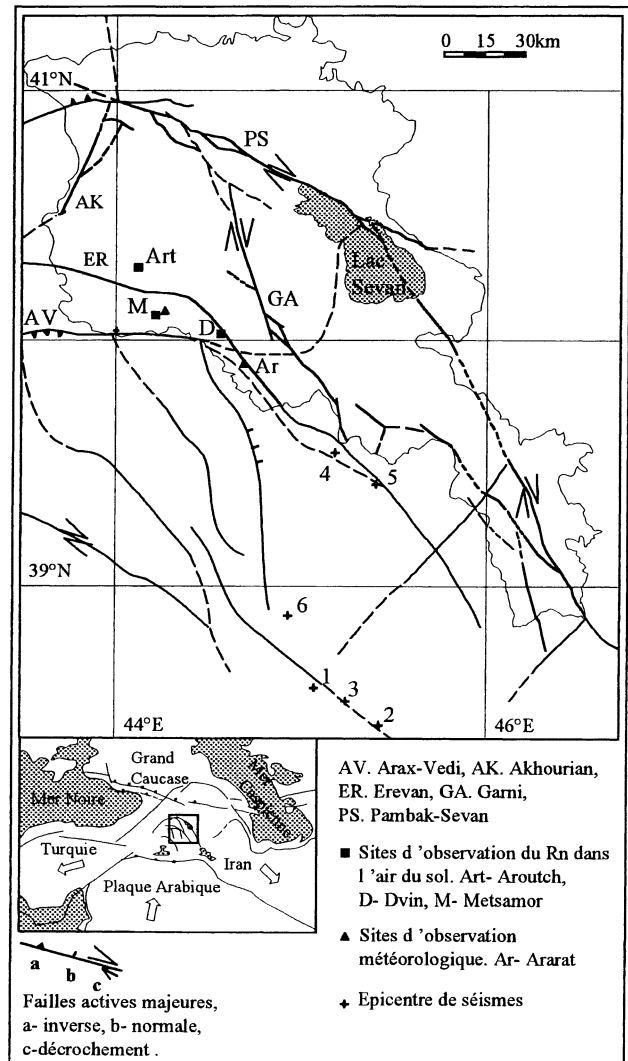 0 15 30km
41°N
PS
AK
Art
ER
Lac
Sevan
M
GA
AV
D
Ar
4
5
39°N
6
1
3
2
44°E
46°E
Grand
Caucase
Mer Noire
Mer
Caspienne
Turquie
Iran
Plaque Arabique
a
b
c
Failles actives majeures,
a- inverse, b- normale,
c-décrochement .
AV. Arax-Vedi, AK. Akhourian,
ER. Erevan, GA. Garni,
PS. Pambak-Sevan
Sites d 'observation du Rn dans
l 'air du sol. Art- Aroutch,
D- Dvin, M- Metsamor
Sites d 'observation
météorologique. Ar- Ararat
Epicentre de séismes